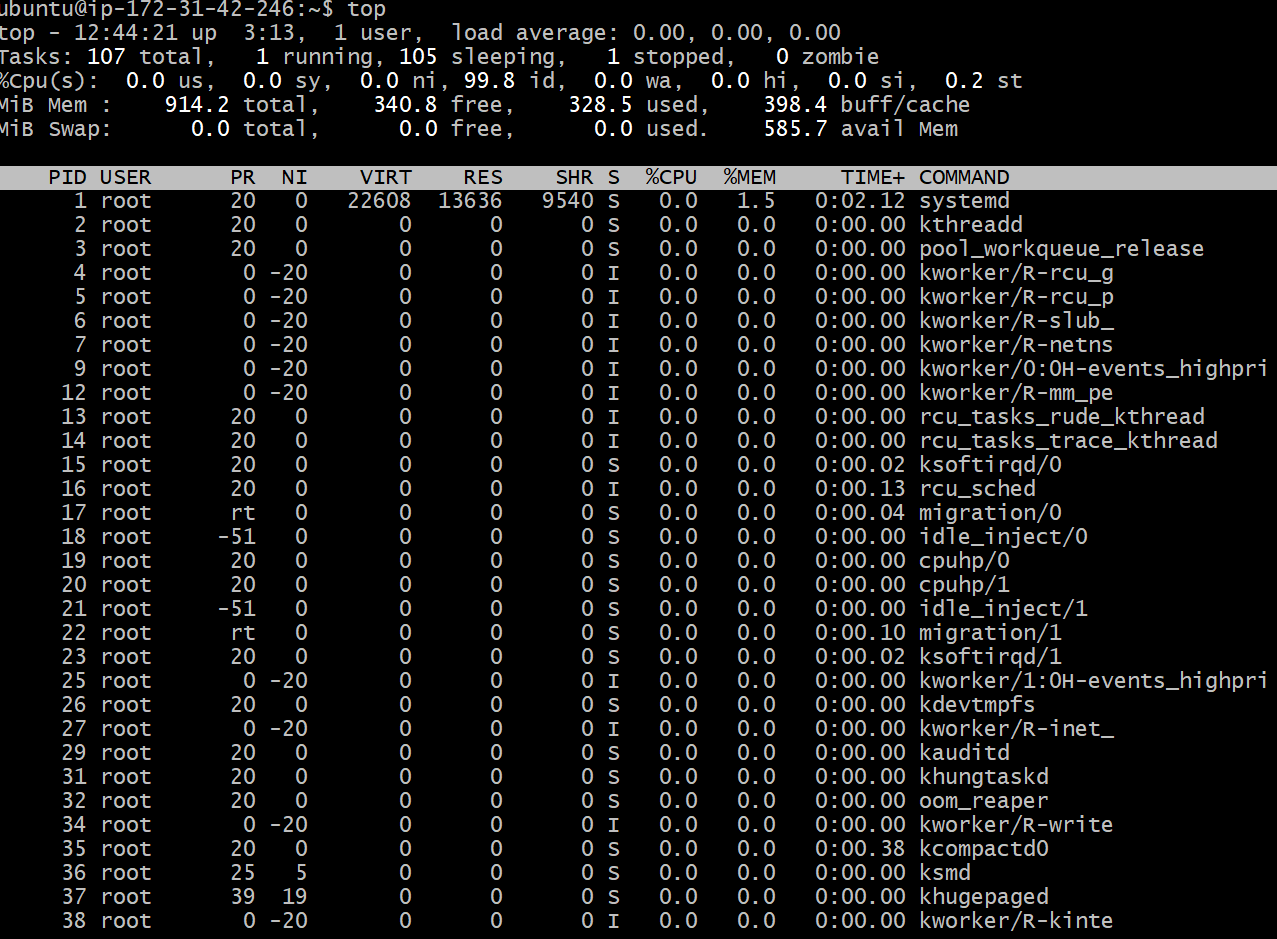 ubuntu@ip-172-31-42-246:~$ top
top - 12:44:21 up  3:13,  1 user,  load average: 0.00, 0.00, 0.00
Tasks: 107 total,   1 running, 105 sleeping,   1 stopped,   0 zombie
%Cpu(s):  0.0 us,  0.0 sy,  0.0 ni, 99.8 id,  0.0 wa,  0.0 hi,  0.0 si,  0.2 st
MiB Mem :    914.2 total,    340.8 free,    328.5 used,    398.4 buff/cache
MiB Swap:      0.0 total,      0.0 free,      0.0 used.    585.7 avail Mem
PID USER      PR  NI    VIRT    RES    SHR S  %CPU  %MEM     TIME+ COMMAND
1 root      20   0   22608  13636   9540 S   0.0   1.5   0:02.12 systemd
2 root      20   0       0      0      0 S   0.0   0.0   0:00.00 kthreadd
3 root      20   0       0      0      0 S   0.0   0.0   0:00.00 pool_workqueue_release
4 root       0 -20       0      0      0 I   0.0   0.0   0:00.00 kworker/R-rcu_g
5 root       0 -20       0      0      0 I   0.0   0.0   0:00.00 kworker/R-rcu_p
6 root       0 -20       0      0      0 I   0.0   0.0   0:00.00 kworker/R-slub_
7 root       0 -20       0      0      0 I   0.0   0.0   0:00.00 kworker/R-netns
9 root       0 -20       0      0      0 I   0.0   0.0   0:00.00 kworker/0:0H-events_highpri
12 root       0 -20       0      0      0 I   0.0   0.0   0:00.00 kworker/R-mm_pe
13 root      20   0       0      0      0 I   0.0   0.0   0:00.00 rcu_tasks_rude_kthread
14 root      20   0       0      0      0 I   0.0   0.0   0:00.00 rcu_tasks_trace_kthread
15 root      20   0       0      0      0 S   0.0   0.0   0:00.02 ksoftirqd/0
16 root      20   0       0      0      0 I   0.0   0.0   0:00.13 rcu_sched
17 root      rt   0       0      0      0 S   0.0   0.0   0:00.04 migration/0
18 root     -51   0       0      0      0 S   0.0   0.0   0:00.00 idle_inject/0
19 root      20   0       0      0      0 S   0.0   0.0   0:00.00 cpuhp/0
20 root      20   0       0      0      0 S   0.0   0.0   0:00.00 cpuhp/1
21 root     -51   0       0      0      0 S   0.0   0.0   0:00.00 idle_inject/1
22 root      rt   0       0      0      0 S   0.0   0.0   0:00.10 migration/1
23 root      20   0       0      0      0 S   0.0   0.0   0:00.02 ksoftirqd/1
25 root       0 -20       0      0      0 I   0.0   0.0   0:00.00 kworker/1:0H-events_highpri
26 root      20   0       0      0      0 S   0.0   0.0   0:00.00 kdevtmpfs
27 root       0 -20       0      0      0 I   0.0   0.0   0:00.00 kworker/R-inet_
29 root      20   0       0      0      0 S   0.0   0.0   0:00.00 kauditd
31 root      20   0       0      0      0 S   0.0   0.0   0:00.00 khungtaskd
32 root      20   0       0      0      0 S   0.0   0.0   0:00.00 oom_reaper
34 root       0 -20       0      0      0 I   0.0   0.0   0:00.00 kworker/R-write
35 root      20   0       0      0      0 S   0.0   0.0   0:00.38 kcompactd0
36 root      25   5       0      0      0 S   0.0   0.0   0:00.00 ksmd
37 root      39  19       0      0      0 S   0.0   0.0   0:00.00 khugepaged
38 root       0 -20       0      0      0 I   0.0   0.0   0:00.00 kworker/R-kinte